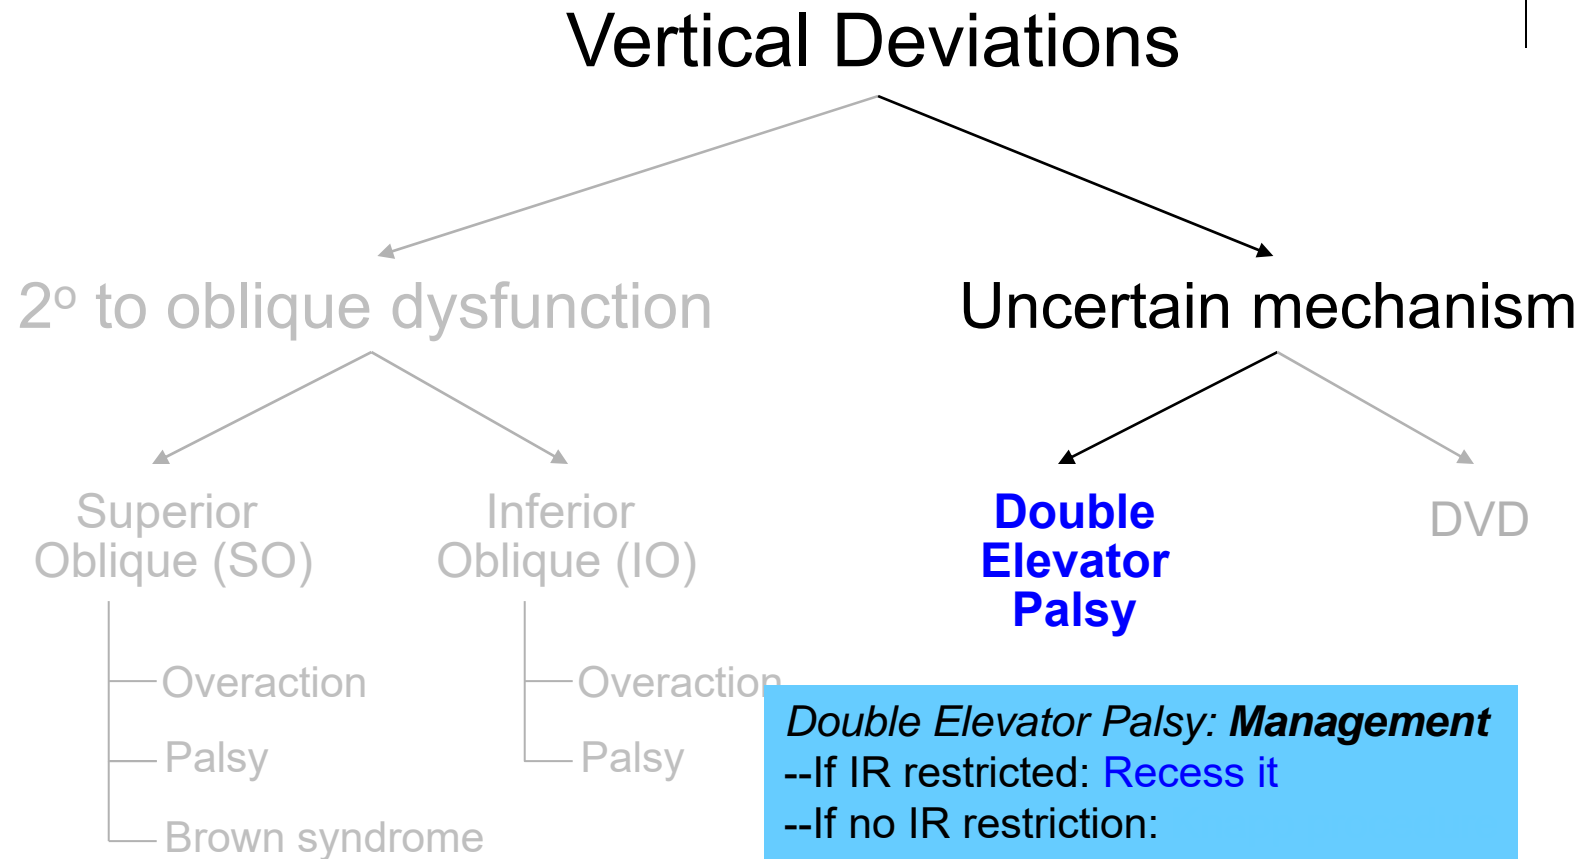 Vertical Deviations
2º to oblique dysfunction
Uncertain mechanism
Superior
Oblique (SO)
Inferior
Oblique (IO)
Double
Elevator
Palsy
DVD
Overaction
Palsy
Brown syndrome
Overaction
Palsy
Double Elevator Palsy: Management
--If IR restricted: Recess it
--If no IR restriction: